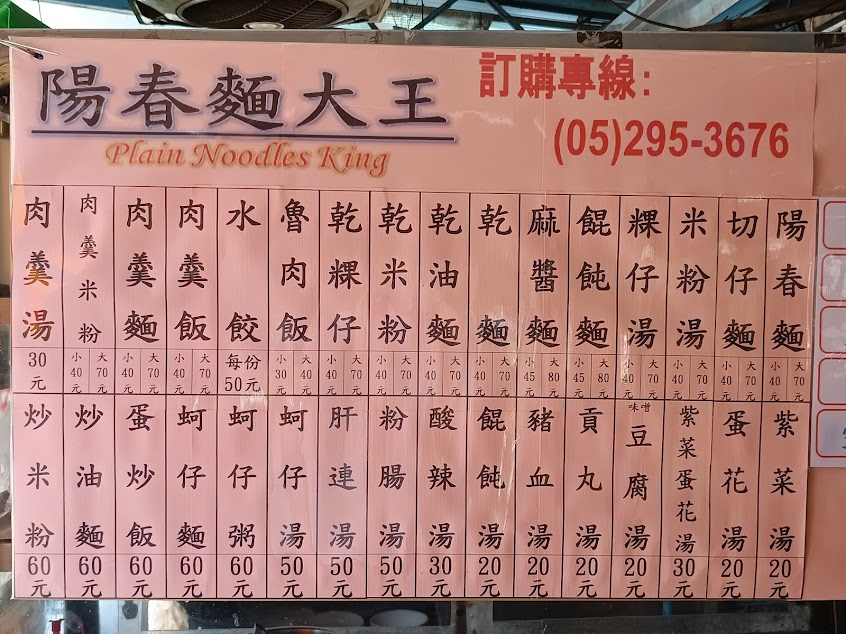 陽春麵大王
Plain Noodles King
訂購專線:
(05)295-3676
陽春麵 小40元 大70元
切仔麵 小40元 大70元
米粉湯 小40元 大70元
粿仔湯 小40元 大70元
餛飩麵 小45元 大80元
麻醬麵 小45元 大80元
乾麵 小40元 大70元
乾油麵 小40元 大70元
乾米粉 小40元 大70元
乾粿仔 小40元 大70元
魯肉飯 小30元 大40元
水餃 每份50元
肉羹飯 小40元 大70元
肉羹麵 小40元 大70元
肉羹米粉 小40元 大70元
肉羹湯 30元
紫菜湯 20元
蛋花湯 20元
紫菜蛋花湯 30元
味噌豆腐湯 20元
貢丸湯 20元
豬血湯 20元
餛飩湯 20元
酸辣湯 30元
粉腸湯 50元
肝連湯 50元
蚵仔湯 50元
蚵仔粥 60元
蚵仔麵 60元
蛋炒飯 60元
炒油麵 60元
炒米粉 60元